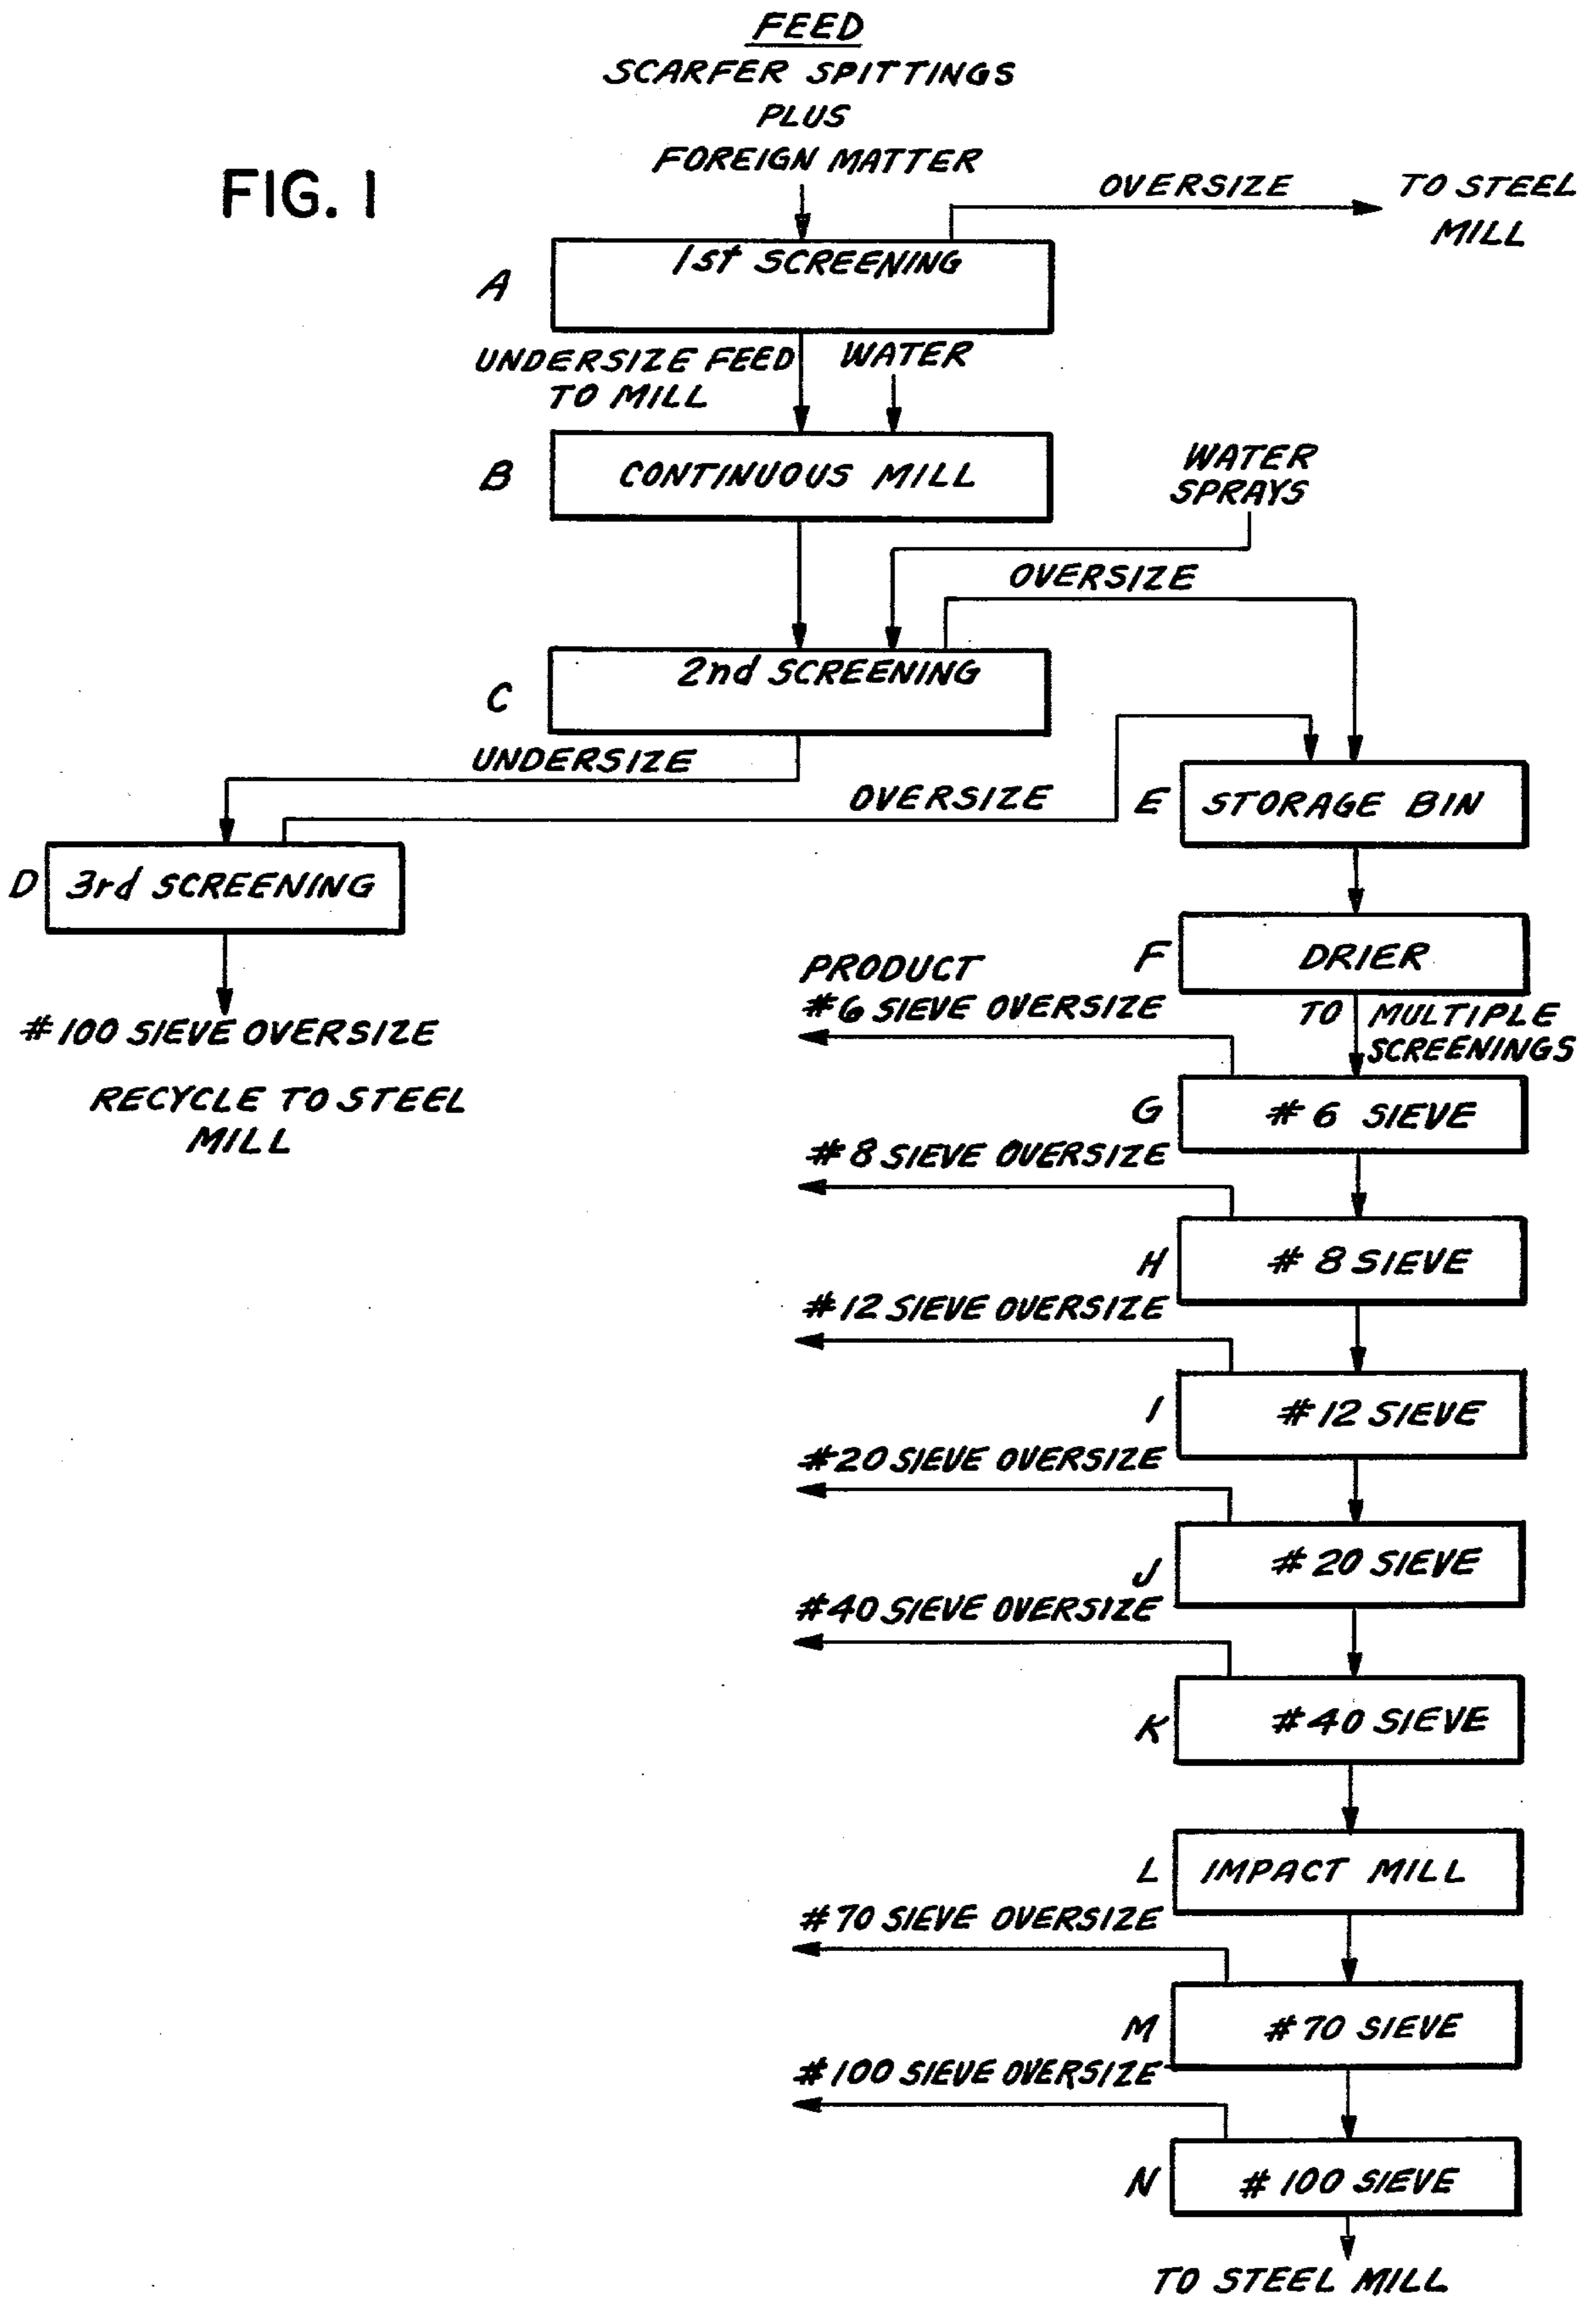 FEED
SCARFER SPITTINGS
PLUS
FOREIGN MATTER
FIG. 1
OVERSIZE
TO STEEL
MILL
1st SCREENING
A
UNDERSIZE FEED
TO MILL
WATER
B
CONTINUOUS MILL
WATER
SPRAYS
OVERSIZE
2nd SCREENING
C
UNDERSIZE
OVERSIZE
E
STORAGE BIN
D
3rd SCREENING
F
DRIER
PRODUCT
#6 SIEVE OVERSIZE
TO MULTIPLE
SCREENINGS
#100 SIEVE OVERSIZE
RECYCLE TO STEEL
MILL
G
#6 SIEVE
#8 SIEVE OVERSIZE
H
#8 SIEVE
#12 SIEVE OVERSIZE
I
#12 SIEVE
#20 SIEVE OVERSIZE
J
#20 SIEVE
#40 SIEVE OVERSIZE
K
#40 SIEVE
L
IMPACT MILL
#70 SIEVE OVERSIZE
M
#70 SIEVE
#100 SIEVE OVERSIZE
N
#100 SIEVE
TO STEEL MILL